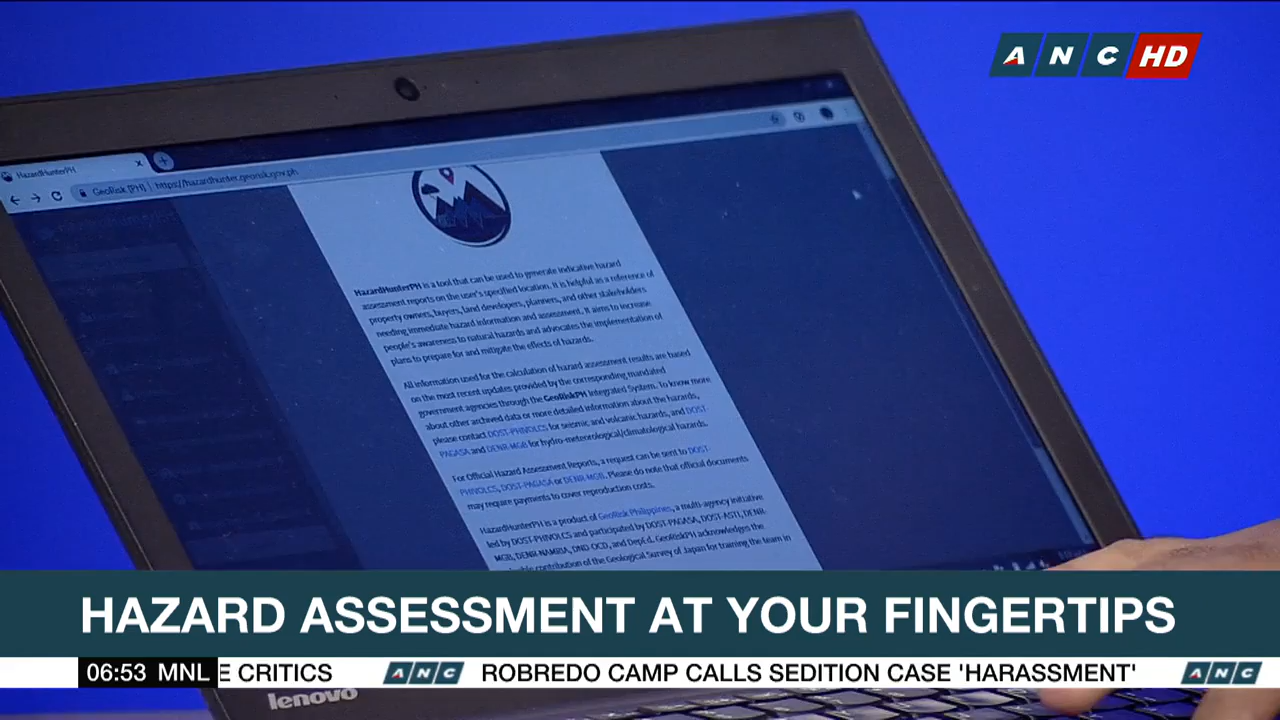 ANC HD
HazardHunterPH
GeoRisk [PH] | https://hazardhunter.georisk.gov.ph
HazardHunterPH is a tool that can be used to generate indicative hazard
assessment reports on the user's specified location. It is helpful as a reference of
property owners, buyers, land developers, planners, and other stakeholders
needing immediate hazard information and assessment. It aims to increase
people's awareness to natural hazards and advocates the implementation of
plans to prepare for and mitigate the effects of hazards.
All information used for the calculation of hazard assessment results are based
on the most recent updates provided by the corresponding mandated
government agencies through the GeoRiskPH Integrated System. To know more
about other archived data or more detailed information about the hazards,
please contact DOST-PHIVOLCS for seismic and volcanic hazards, and DOST-
PAGASA and DENR-MGB for hydro-meteorological/climatological hazards.
For Official Hazard Assessment Reports, a request can be sent to DOST-
PHIVOLCS, DOST-PAGASA or DENR-MGB. Please do note that official documents
may require payments to cover reproduction costs.
HazardHunterPH is a product of GeoRisk Philippines, a multi-agency initiative
led by DOST-PHIVOLCS and participated by DOST-PAGASA, DOST-ASTI, DENR-
MGB, DENR-NAMRIA, DND-OCD, and DepEd. GeoRiskPH acknowledges the
contribution of the Geological Survey of Japan for training the team in
HAZARD ASSESSMENT AT YOUR FINGERTIPS
06:53 MNL E CRITICS ANC ROBREDO CAMP CALLS SEDITION CASE 'HARASSMENT' ANC
lenovo